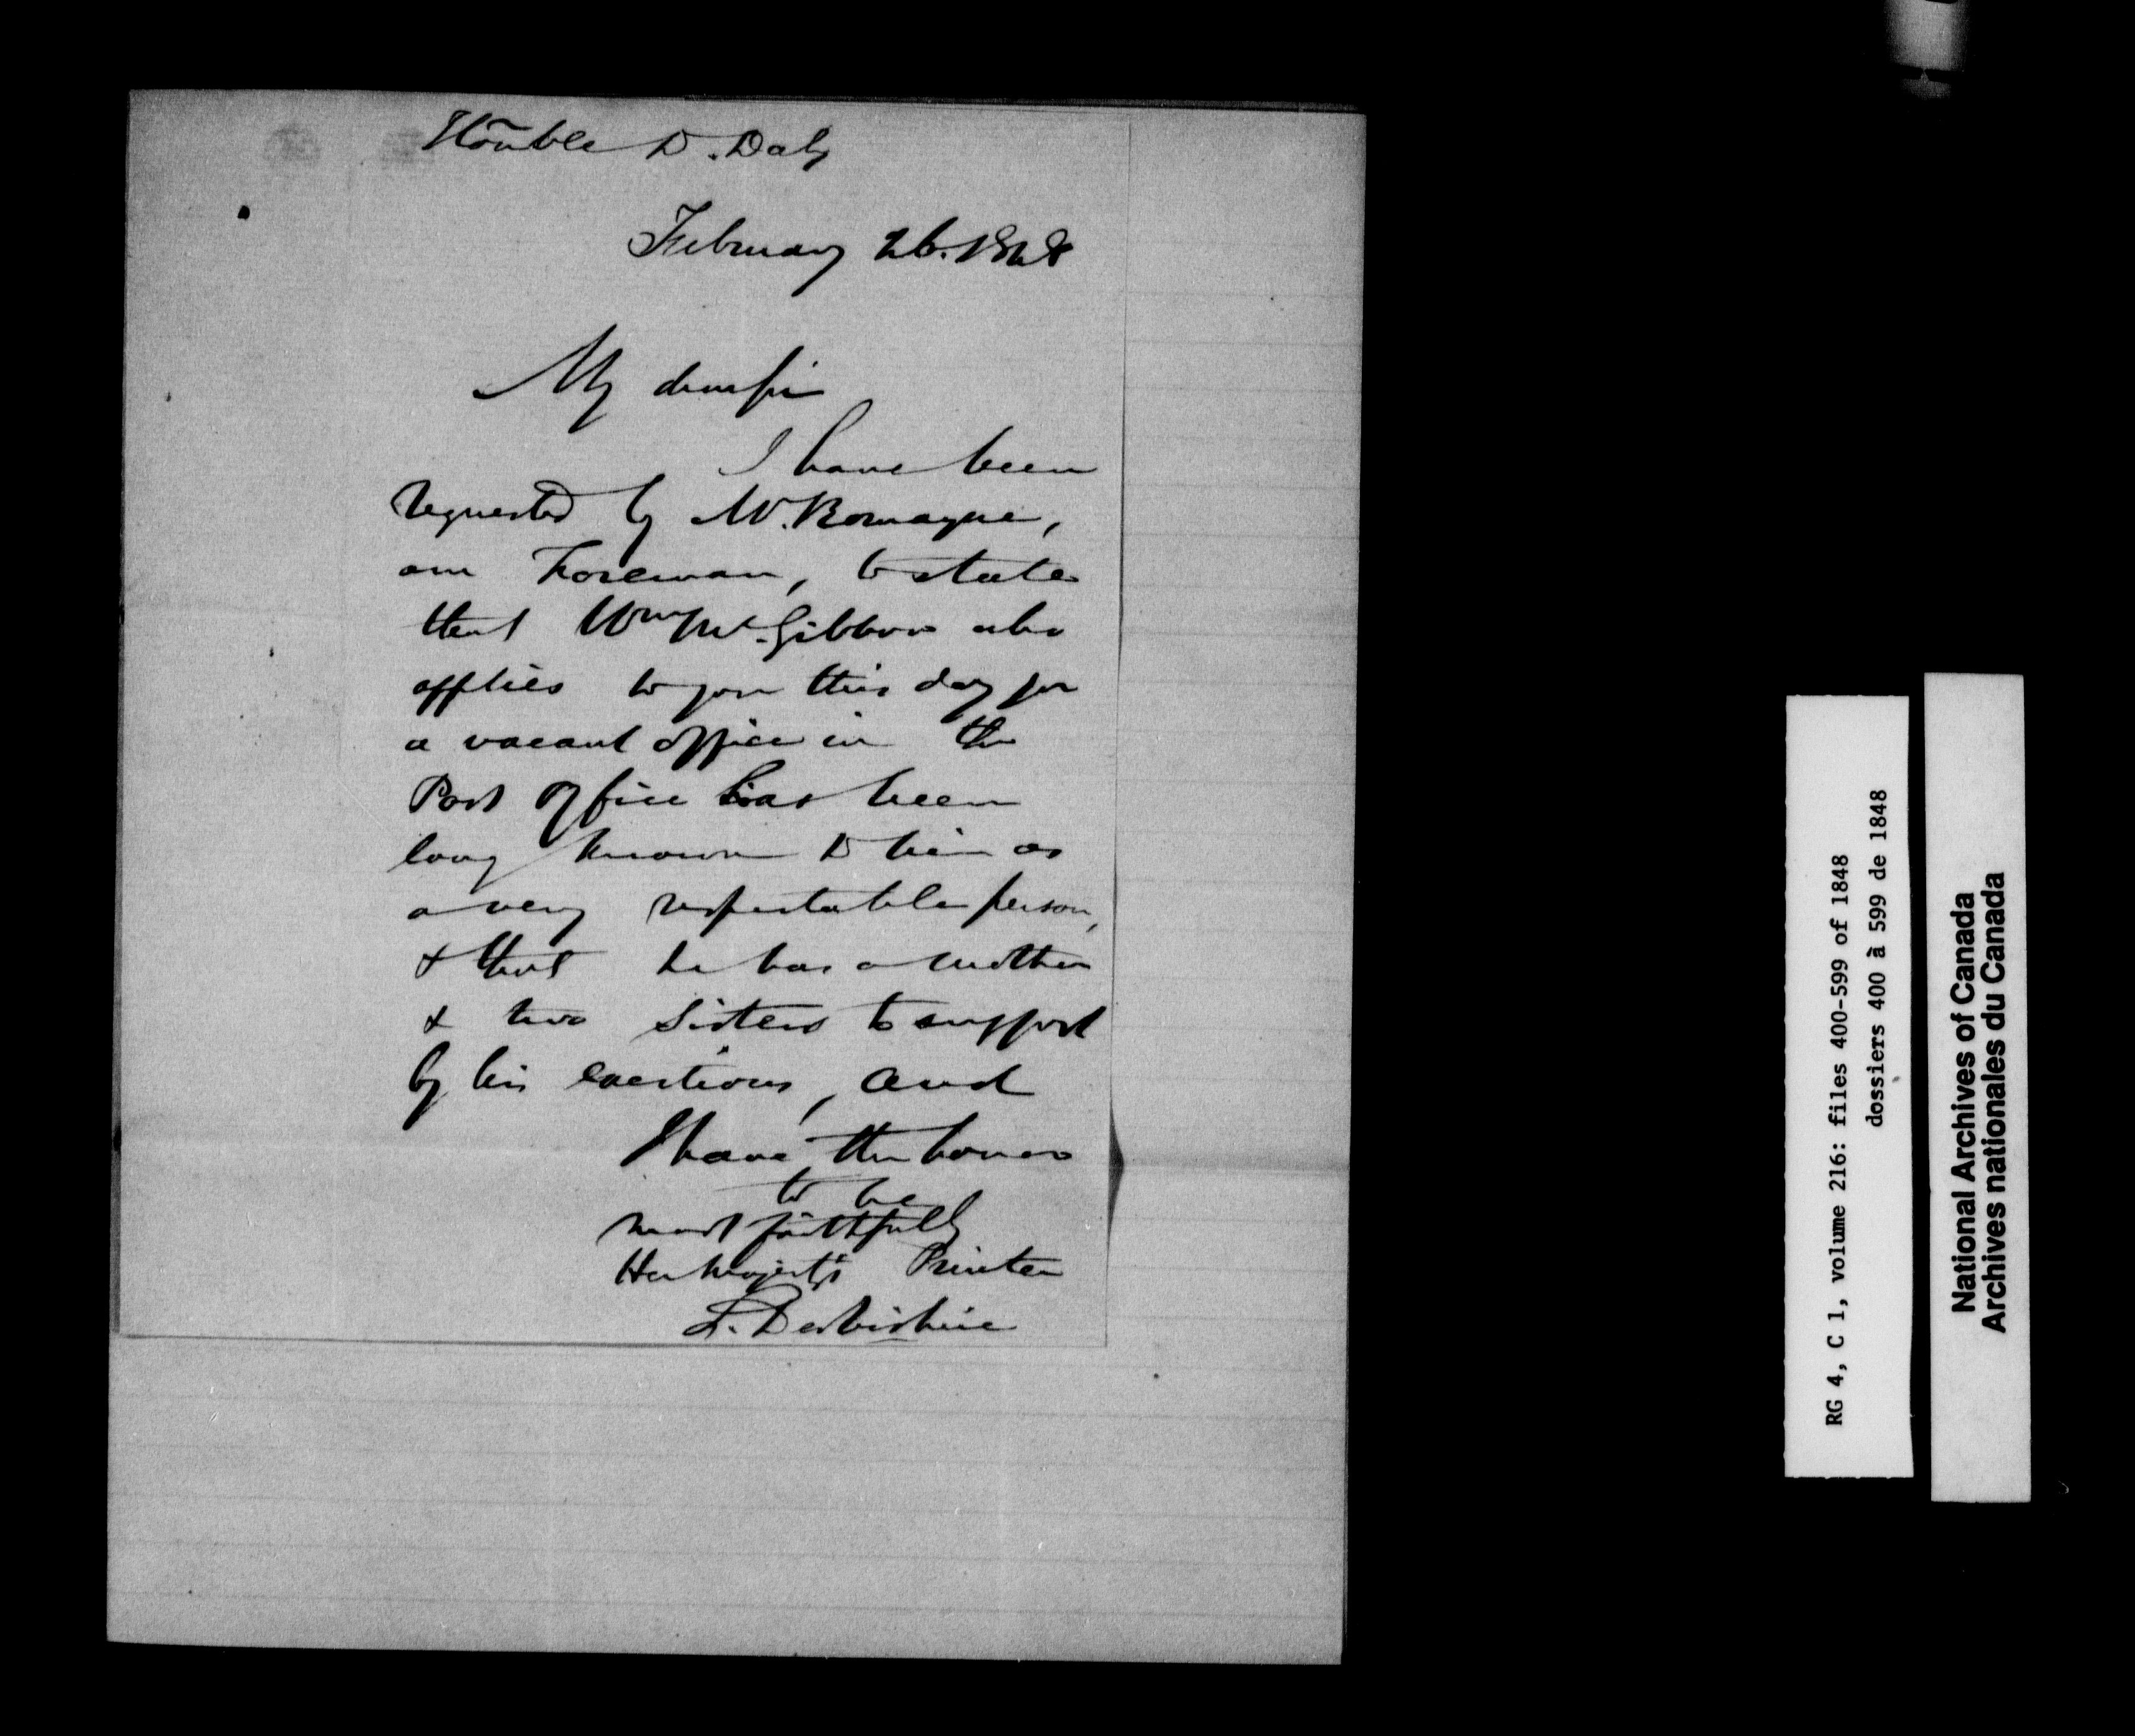 Honble D. Daly
February 26. 1848
My dear Sir
I have been
requested by Mr. Romayne,
our Foreman, to state
that Wm Mc.Gibbon who
applies to you this day for
a vacant office in the
Post Office has been
long known to him as
a very respectable person,
& that he has a mother
& two sisters to support
by his exertions, and
I have the honor
to be
most faithfully
Her Majesty's Printer
S. Derbishire
RG 4, C 1, volume 216: files 400-599 of 1848
dossiers 400 à 599 de 1848
National Archives of Canada
Archives nationales du Canada